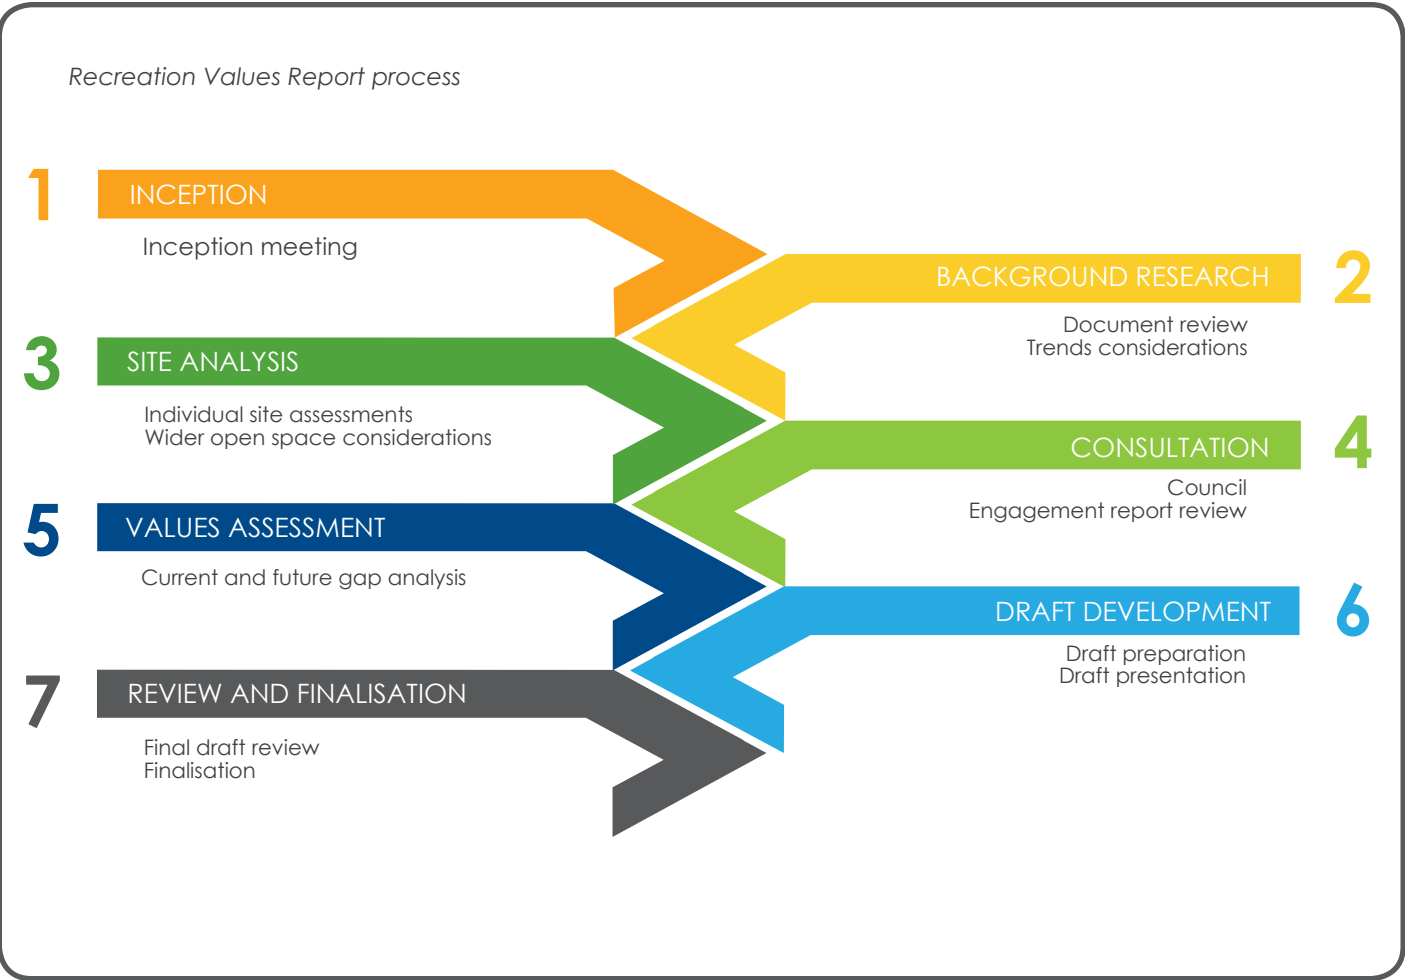 Recreation Values Report process
1
INCEPTION
Inception meeting
2
BACKGROUND RESEARCH
Document review
Trends considerations
3
SITE ANALYSIS
Individual site assessments
Wider open space considerations
4
CONSULTATION
Council
Engagement report review
5
VALUES ASSESSMENT
Current and future gap analysis
6
DRAFT DEVELOPMENT
Draft preparation
Draft presentation
7
REVIEW AND FINALISATION
Final draft review
Finalisation